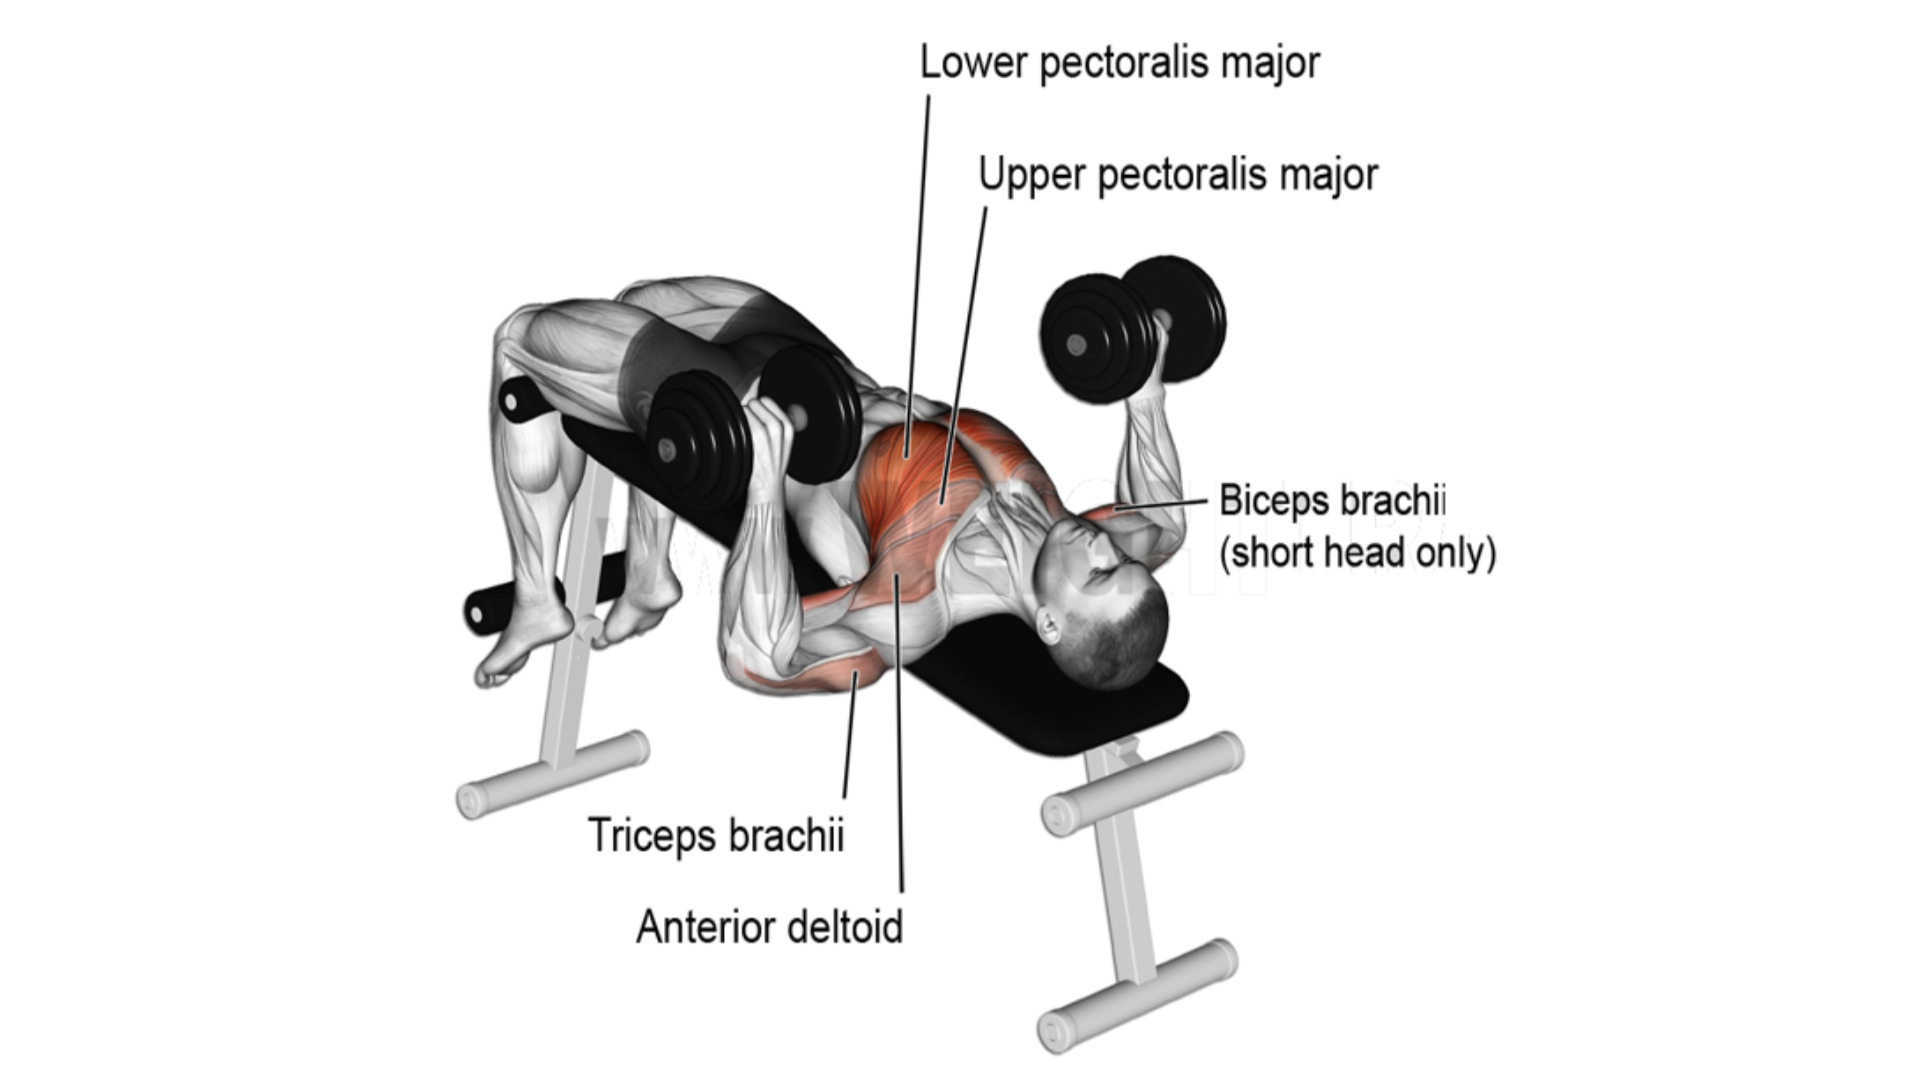 Lower pectoralis major
Upper pectoralis major
Biceps brachii
(short head only)
Triceps brachii
Anterior deltoid